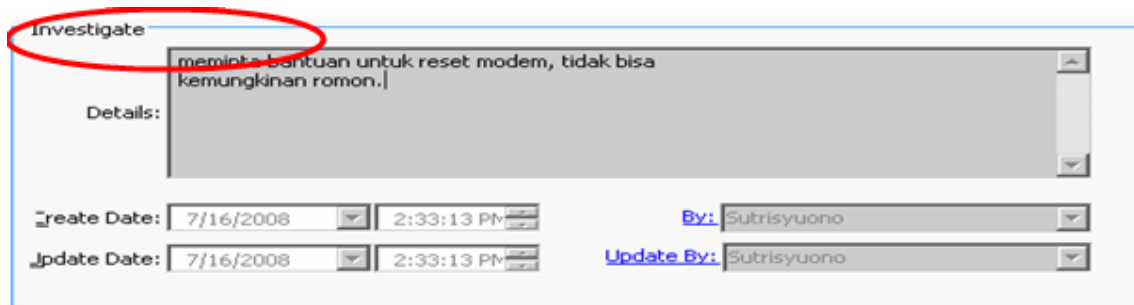 Investigate
meminta bantuan untuk reset modem, tidak bisa
kemungkinan romon.
Details:
Create Date: 7/16/2008 2:33:13 PM By: Sutrisyuono
Update Date: 7/16/2008 2:33:13 PM Update By: Sutrisyuono